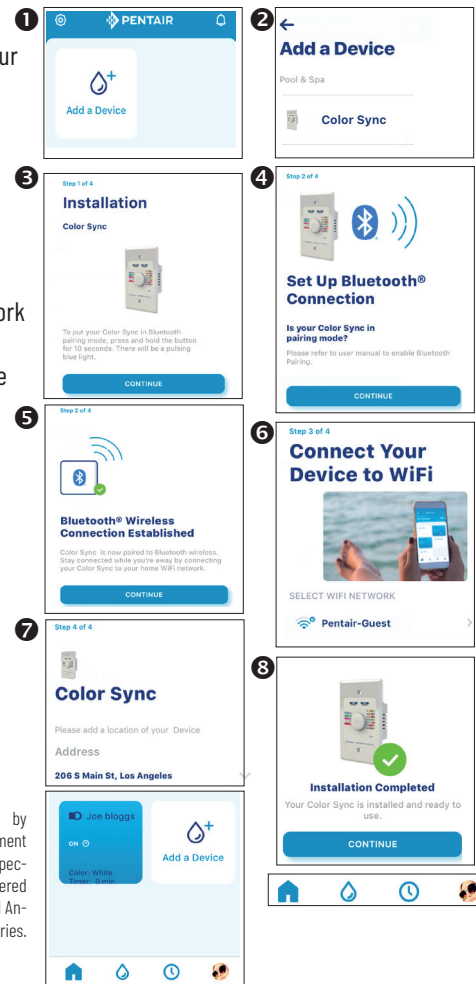 1
PENTAIR
Add a Device
2
Add a Device
Pool & Spa
Color Sync
ur
3
Step 1 of 4
Installation
Color Sync
To put your Color Sync in Bluetooth
pairing mode, press and hold the button
for 10 seconds. There will be a pulsing
blue light.
CONTINUE
4
Step 2 of 4
Set Up Bluetooth®
Connection
Is your Color Sync in
pairing mode?
Please refer to user manual to enable Bluetooth
Pairing.
CONTINUE
ork
e
5
Step 2 of 4
Bluetooth® Wireless
Connection Established
Color Sync is now paired to Bluetooth wireless.
Stay connected while you're away by connecting
your Color Sync to your home WiFi network.
CONTINUE
6
Step 3 of 4
Connect Your
Device to WiFi
SELECT WIFI NETWORK
Pentair-Guest
7
Step 4 of 4
Color Sync
Please add a location of your Device
Address
206 S Main St, Los Angeles
8
Installation Completed
Your Color Sync is installed and ready to
use.
CONTINUE
Joe bloggs
ON
Color: White
Timer: 0 min
Add a Device
by
ment
pec-
ered
l An-
ries.